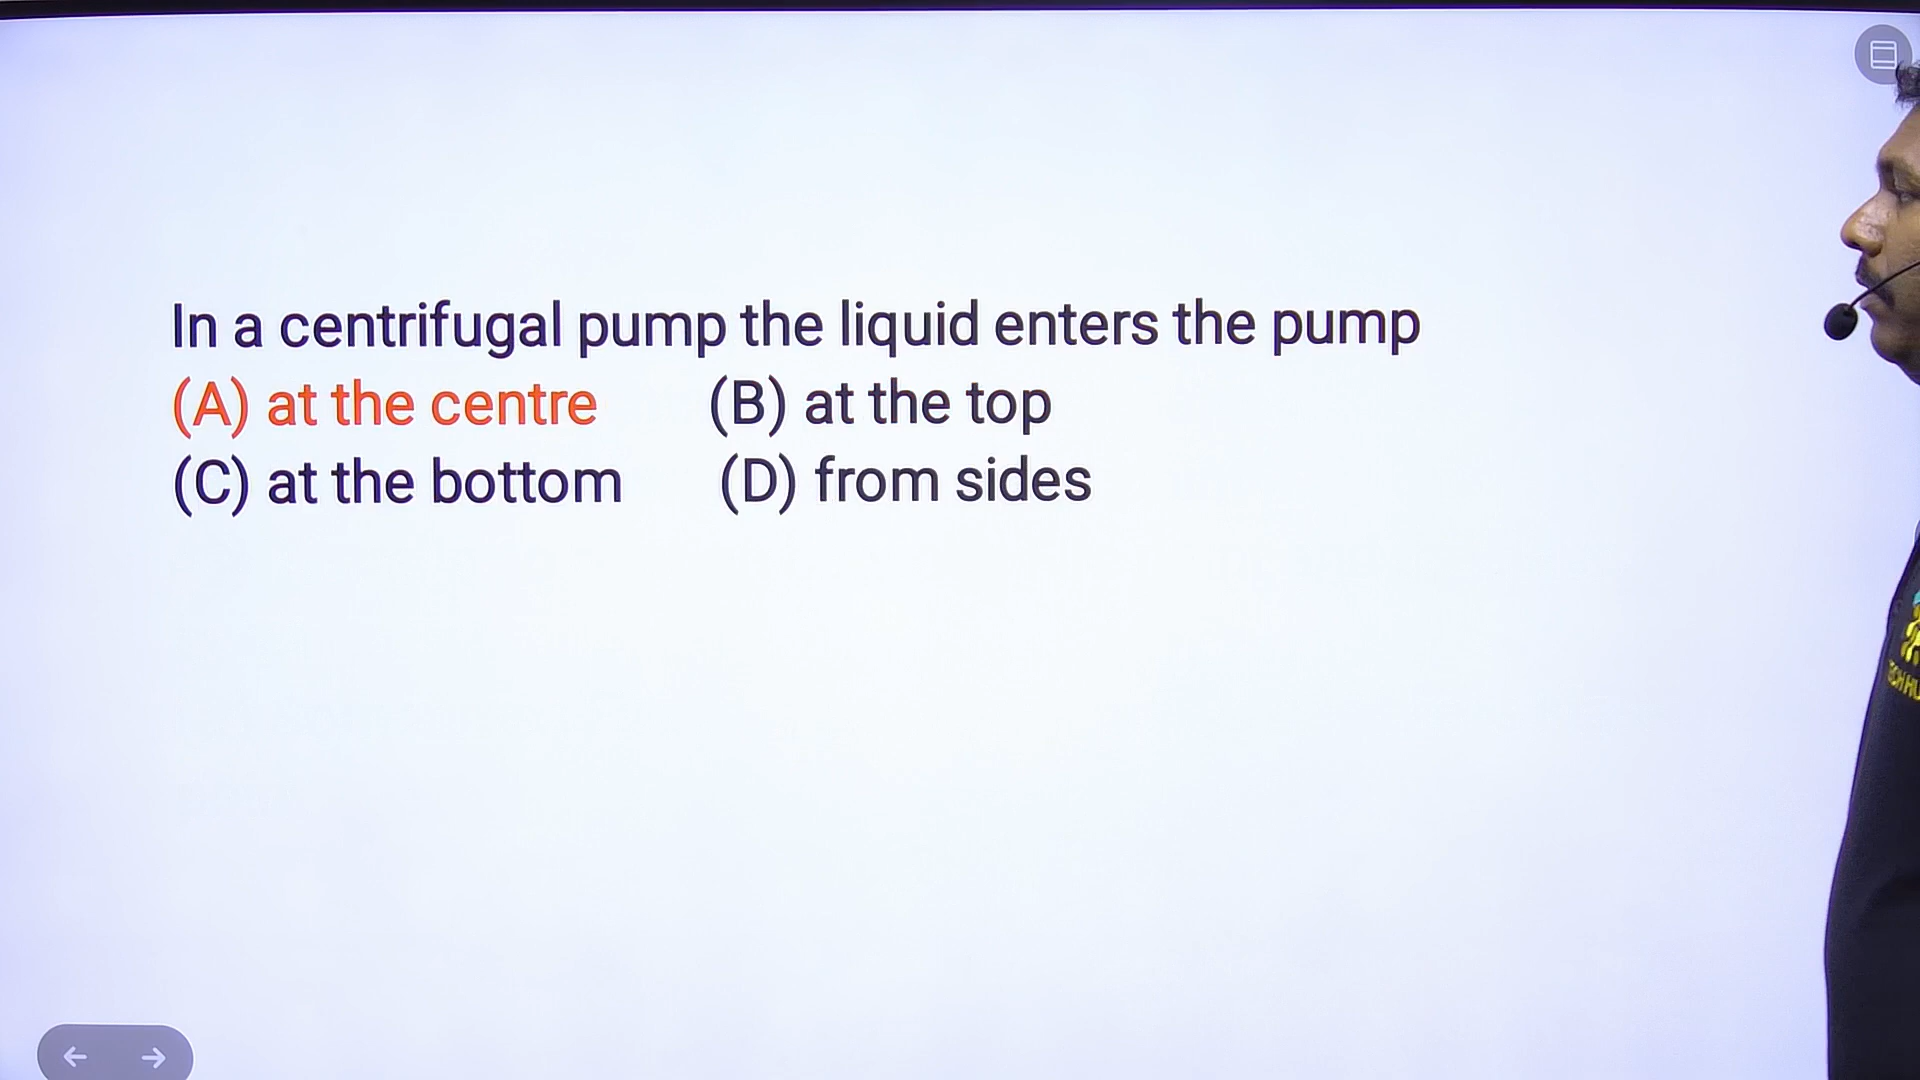 In a centrifugal pump the liquid enters the pump
(A) at the centre (B) at the top
(C) at the bottom (D) from sides